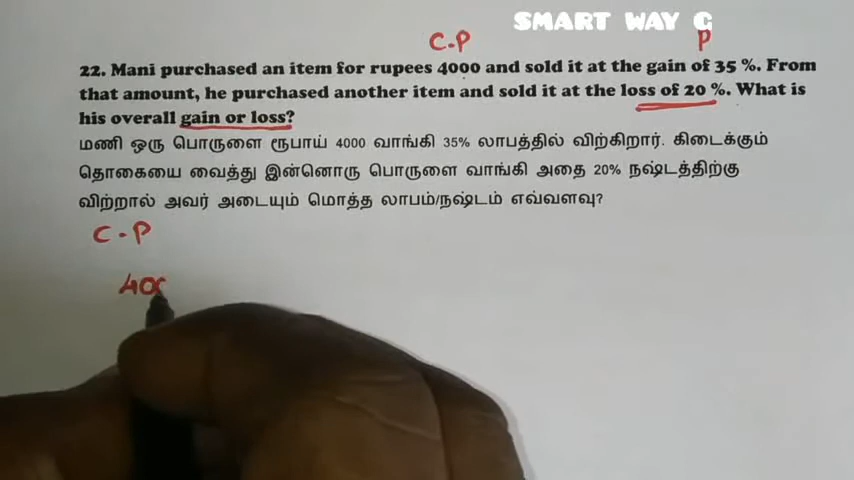 SMART WAY G
C.P P
22. Mani purchased an item for rupees 4000 and sold it at the gain of 35 %. From
that amount, he purchased another item and sold it at the loss of 20 %. What is
his overall gain or loss?
மணி ஒரு பொருளை ரூபாய் 4000 வாங்கி 35% லாபத்தில் விற்கிறார். கிடைக்கும்
தொகையை வைத்து இன்னொரு பொருளை வாங்கி அதை 20% நஷ்டத்திற்கு
விற்றால் அவர் அடையும் மொத்த லாபம்/நஷ்டம் எவ்வளவு?
C-P
400